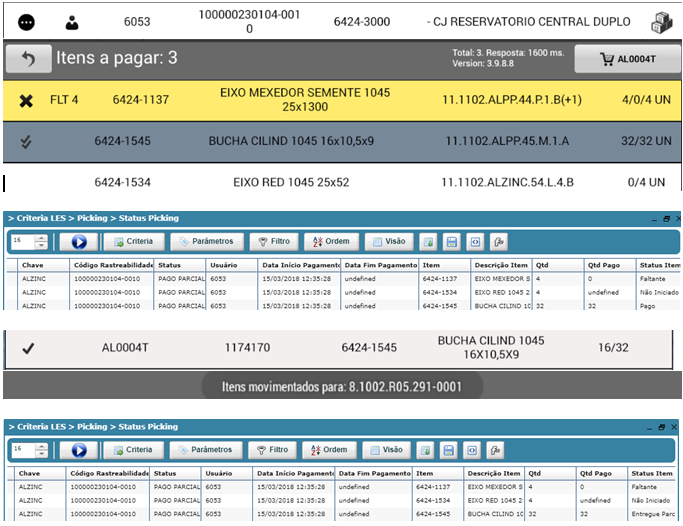 6053 100000230104-001 6424-3000 - CJ RESERVATORIO CENTRAL DUPLO
0
Itens a pagar: 3 Total: 3. Resposta: 1600 ms. AL0004T
Version: 3.9.8.8
FLT 4 6424-1137 EIXO MEXEDOR SEMENTE 1045 11.1102.ALPP.44.P.1.B(+1) 4/0/4 UN
25x1300
6424-1545 BUCHA CILIND 1045 16x10,5x9 11.1102.ALPP.45.M.1.A 32/32 UN
6424-1534 EIXO RED 1045 25x52 11.1102.ALZINC.54.L.4.B 0/4 UN
> Criteria LES > Picking > Status Picking
16 Criteria Parâmetros Filtro Ordem Visão
Chave Código Rastreabilidade Status Usuário Data Início Pagamento Data Fim Pagamento Item Descrição Item Qtd Qtd Pago Status Item
ALZINC 100000230104-0010 PAGO PARCIAL 6053 15/03/2018 12:35:28 undefined 6424-1137 EIXO MEXEDOR S 4 0 Faltante
ALZINC 100000230104-0010 PAGO PARCIAL 6053 15/03/2018 12:35:28 undefined 6424-1534 EIXO RED 1045 2 4 undefined Não Iniciado
ALZINC 100000230104-0010 PAGO PARCIAL 6053 15/03/2018 12:35:28 undefined 6424-1545 BUCHA CILIND 10 32 32 Pago
AL0004T 1174170 6424-1545 BUCHA CILIND 1045 16/32
16X10,5X9
Itens movimentados para: 8.1002.R05.291-0001
> Criteria LES > Picking > Status Picking
16 Criteria Parâmetros Filtro Ordem Visão
Chave Código Rastreabilidade Status Usuário Data Início Pagamento Data Fim Pagamento Item Descrição Item Qtd Qtd Pago Status Item
ALZINC 100000230104-0010 PAGO PARCIAL 6053 15/03/2018 12:35:28 undefined 6424-1137 EIXO MEXEDOR S 4 0 Faltante
ALZINC 100000230104-0010 PAGO PARCIAL 6053 15/03/2018 12:35:28 undefined 6424-1534 EIXO RED 1045 2 4 undefined Não Iniciado
ALZINC 100000230104-0010 PAGO PARCIAL 6053 15/03/2018 12:35:28 undefined 6424-1545 BUCHA CILIND 10 32 32 Entregue Parc